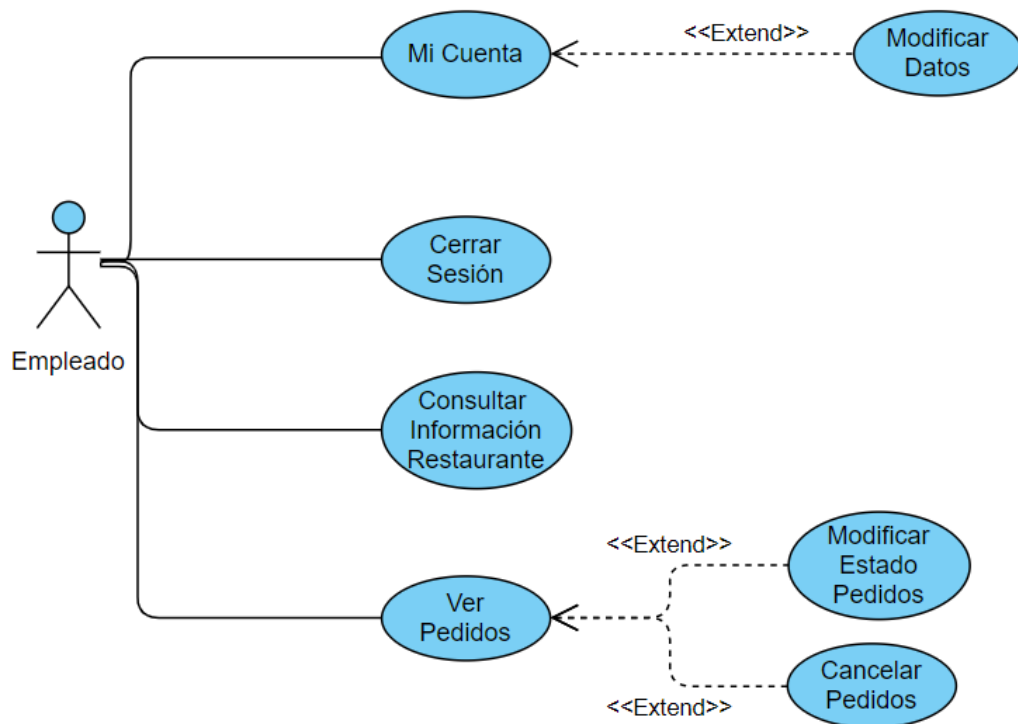 <<Extend>>
Mi Cuenta
Modificar
Datos
Cerrar
Sesión
Empleado
Consultar
Información
Restaurante
<<Extend>>
Modificar
Estado
Pedidos
Ver
Pedidos
Cancelar
Pedidos
<<Extend>>